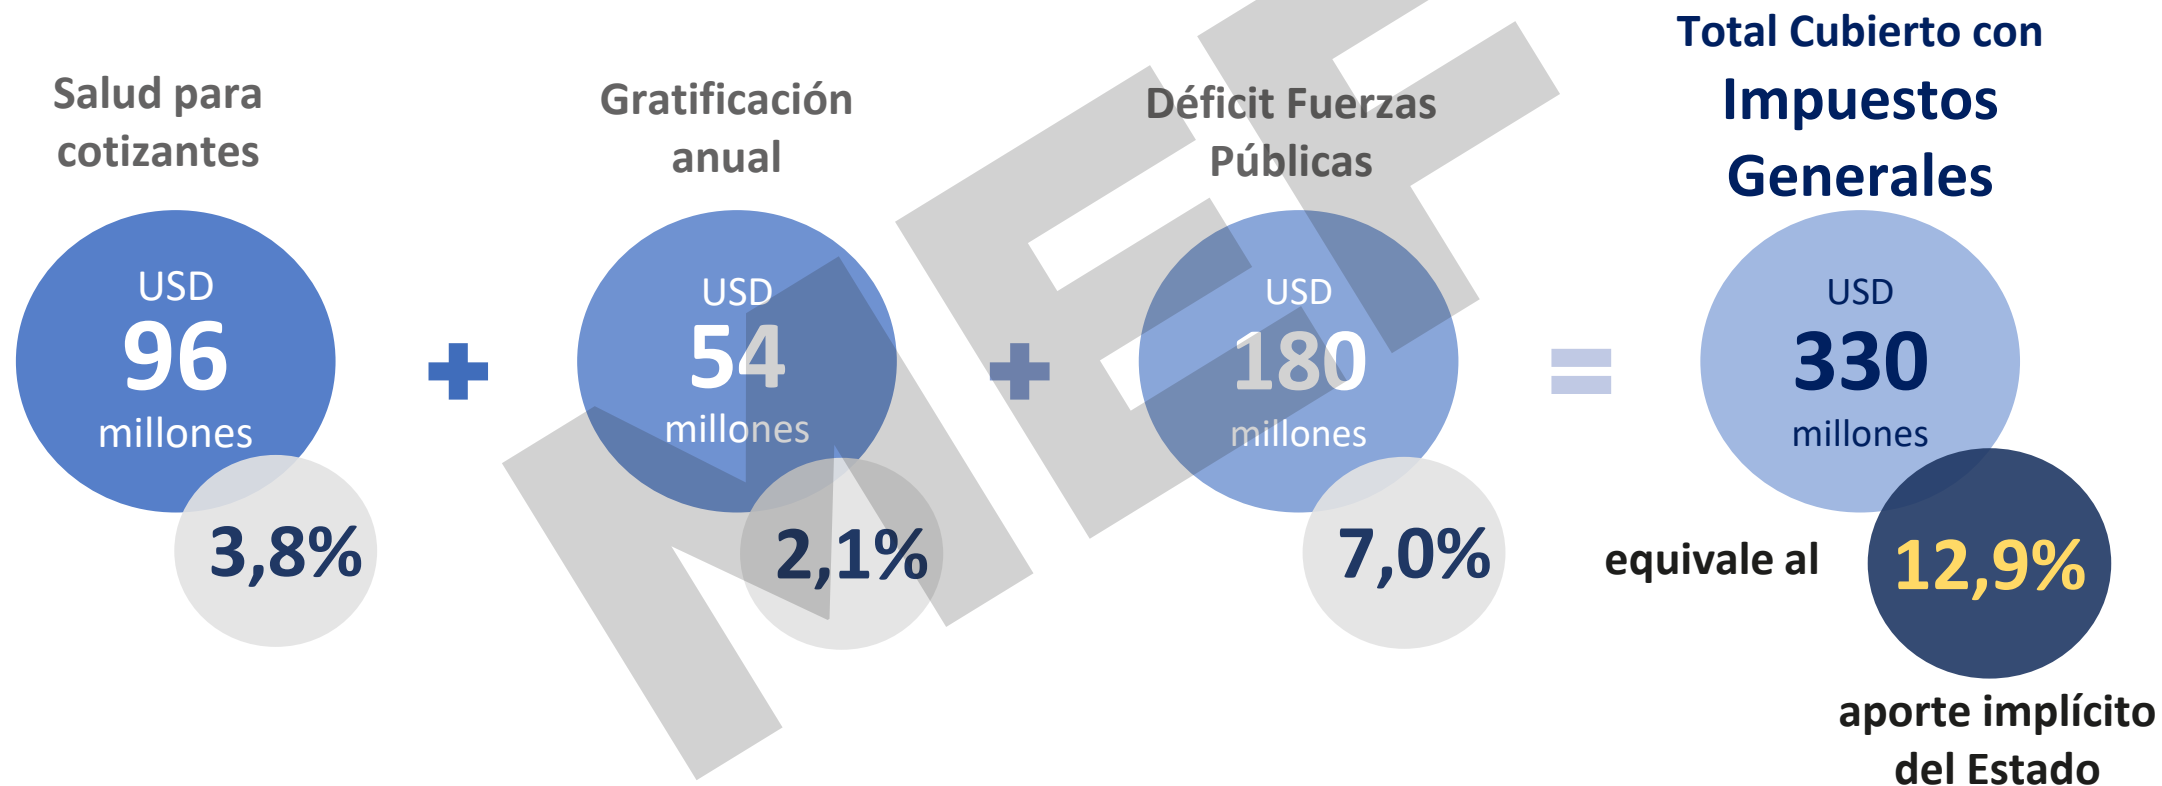 Salud para
cotizantes
USD
96
millones
3,8%
Gratificación
anual
USD
54
millones
2,1%
Déficit Fuerzas
Públicas
USD
180
millones
7,0%
Total Cubierto con
Impuestos
Generales
USD
330
millones
equivale al
12,9%
aporte implícito
del Estado
MEF